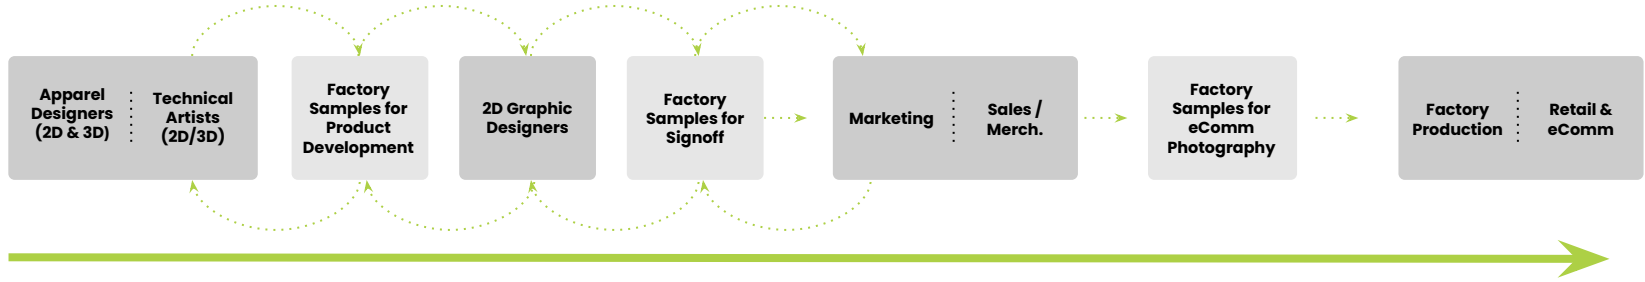 Apparel
Designers
(2D & 3D)
Technical
Artists
(2D/3D)
Factory
Samples for
Product
Development
2D Graphic
Designers
Factory
Samples for
Signoff
Marketing
Sales /
Merch.
Factory
Samples for
eComm
Photography
Factory
Production
Retail &
eComm